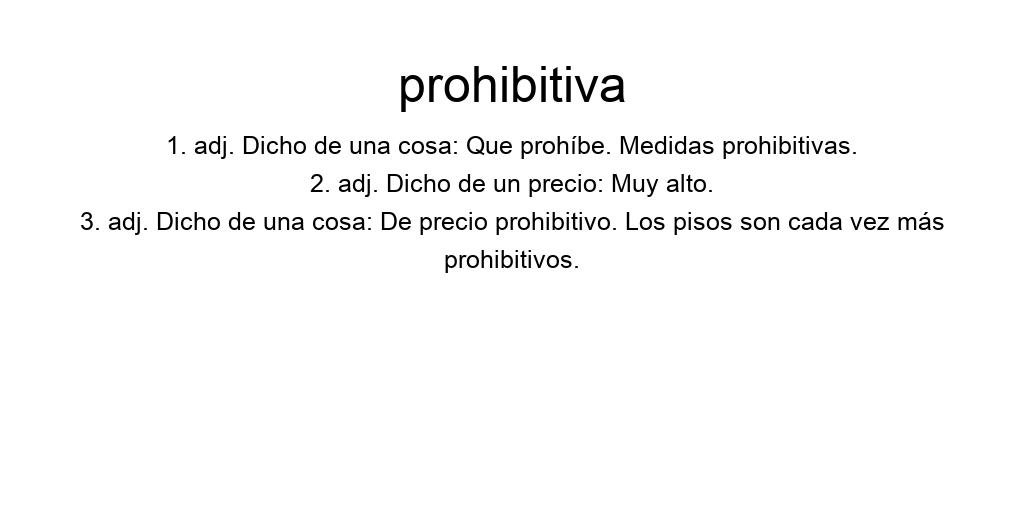 prohibitiva
1. adj. Dicho de una cosa: Que prohíbe. Medidas prohibitivas.
2. adj. Dicho de un precio: Muy alto.
3. adj. Dicho de una cosa: De precio prohibitivo. Los pisos son cada vez más
prohibitivos.